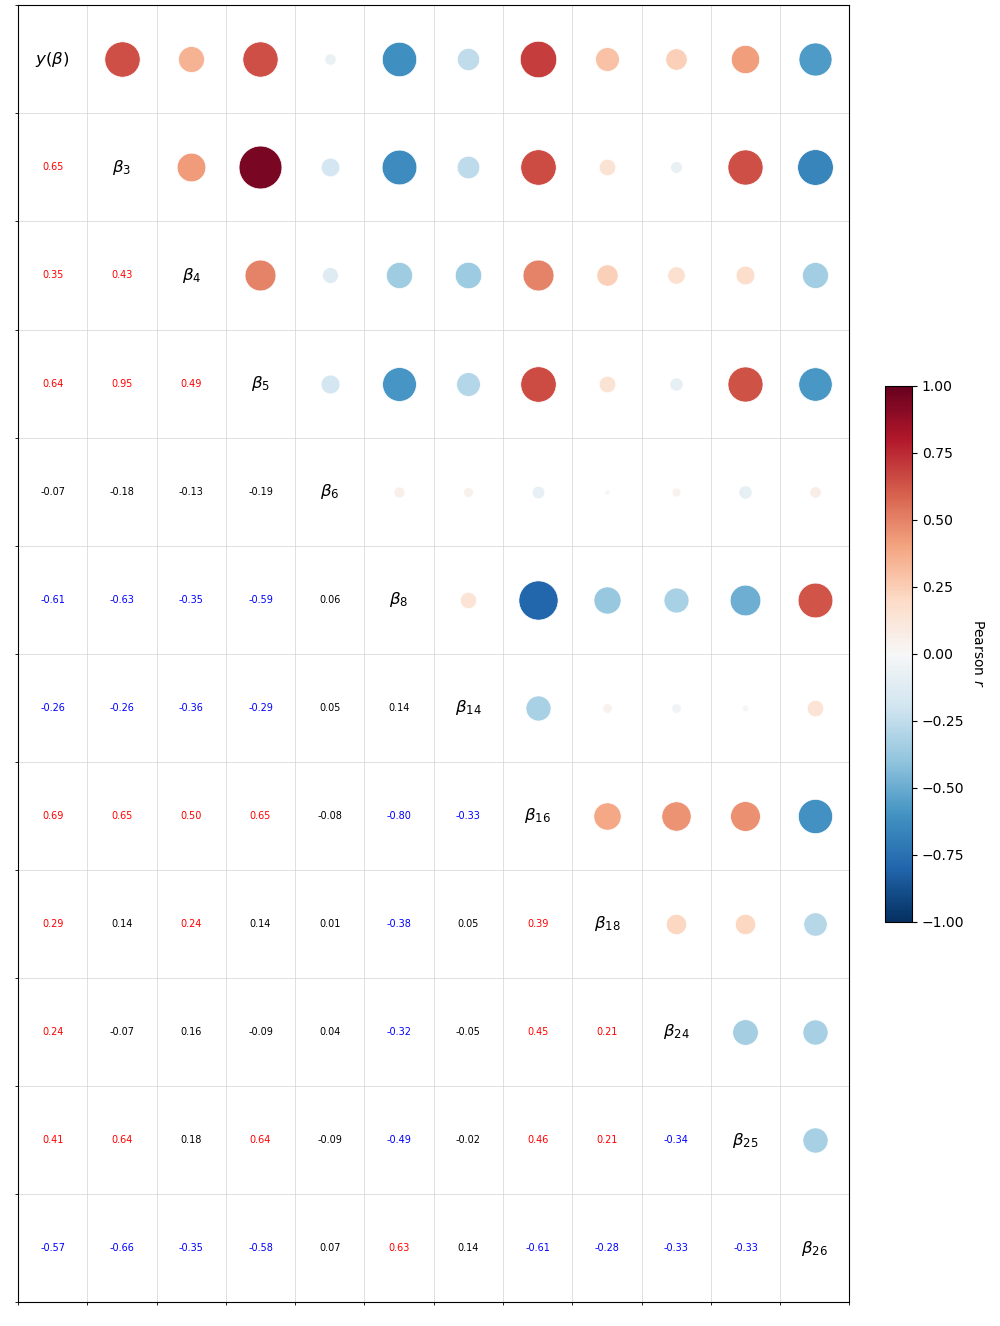 y(β)
0.65 β₃
0.35 0.43 β₄
0.64 0.95 0.49 β₅
-0.07 -0.18 -0.13 -0.19 β₆
-0.61 -0.63 -0.35 -0.59 0.06 β₈
-0.26 -0.26 -0.36 -0.29 0.05 0.14 β₁₄
0.69 0.65 0.50 0.65 -0.08 -0.80 -0.33 β₁₆
0.29 0.14 0.24 0.14 0.01 -0.38 0.05 0.39 β₁₈
0.24 -0.07 0.16 -0.09 0.04 -0.32 -0.05 0.45 0.21 β₂₄
0.41 0.64 0.18 0.64 -0.09 -0.49 -0.02 0.46 0.21 -0.34 β₂₅
-0.57 -0.66 -0.35 -0.58 0.07 0.63 0.14 -0.61 -0.28 -0.33 -0.33 β₂₆
1.00
0.75
0.50
0.25
0.00
−0.25
−0.50
−0.75
−1.00
Pearson r